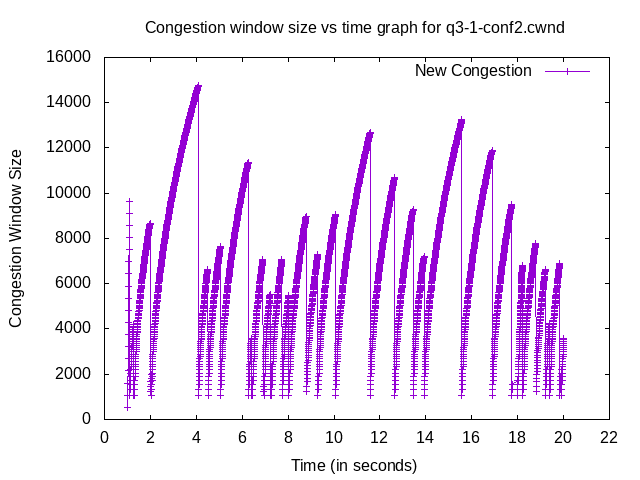 Congestion window size vs time graph for q3-1-conf2.cwnd
New Congestion
Congestion Window Size
16000
14000
12000
10000
8000
6000
4000
2000
0
0 2 4 6 8 10 12 14 16 18 20 22
Time (in seconds)